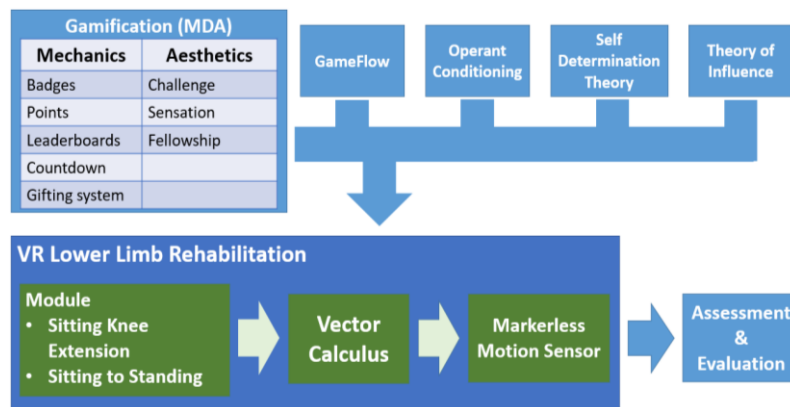 Gamification (MDA)
Mechanics Aesthetics
Badges Challenge
Points Sensation
Leaderboards Fellowship
Countdown
Gifting system
GameFlow
Operant
Conditioning
Self
Determination
Theory
Theory of
Influence
VR Lower Limb Rehabilitation
Module
• Sitting Knee
Extension
• Sitting to Standing
Vector
Calculus
Markerless
Motion Sensor
Assessment
&
Evaluation